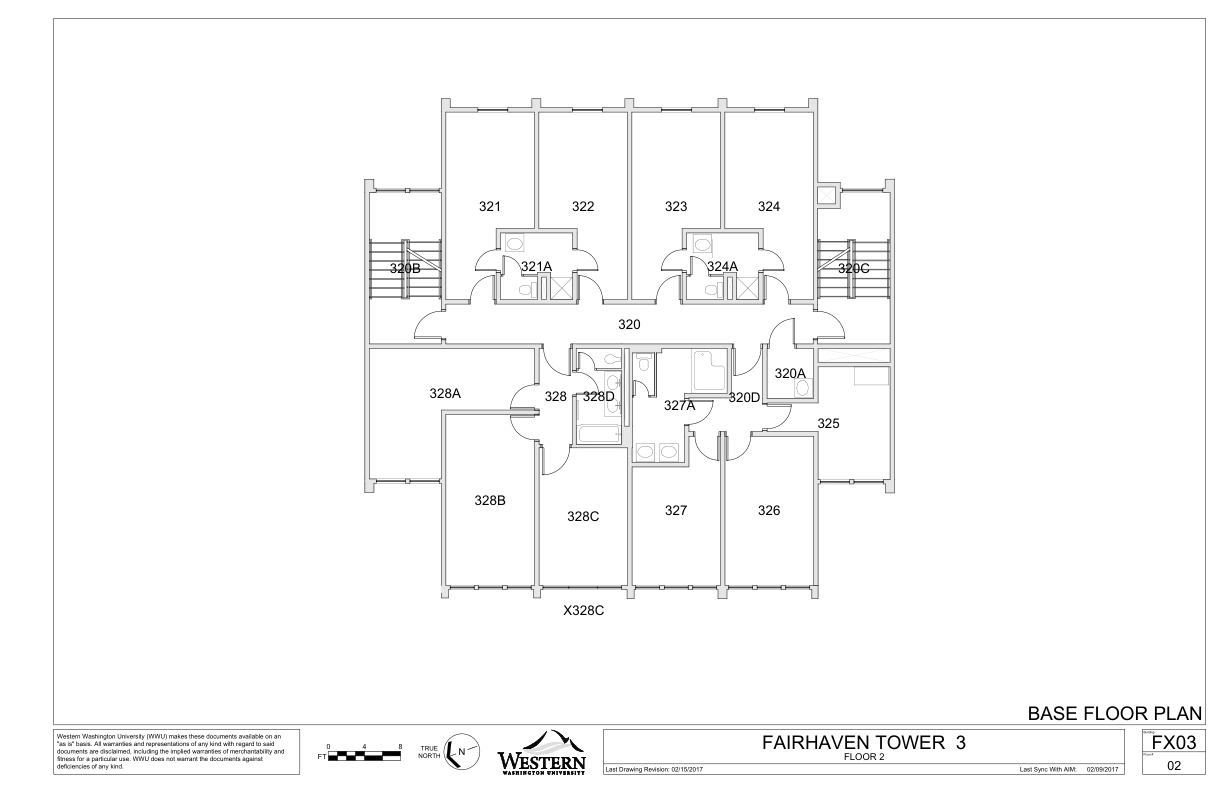 321
322
323
324
321A
324A
320B
320C
320
328A
328
328D
327A
320D
320A
325
328B
328C
327
326
X328C
BASE FLOOR PLAN
Western Washington University (WWU) makes these documents available on an
"as is" basis. All warranties and representations of any kind with regard to said
documents are disclaimed, including the implied warranties of merchantability and
fitness for a particular use. WWU does not warrant the documents against
deficiencies of any kind.
0 4 8
FT
TRUE
NORTH
N
WESTERN
WASHINGTON UNIVERSITY
FAIRHAVEN TOWER 3
FLOOR 2
Last Drawing Revision: 02/15/2017
Last Sync With AIM: 02/09/2017
FX03
02